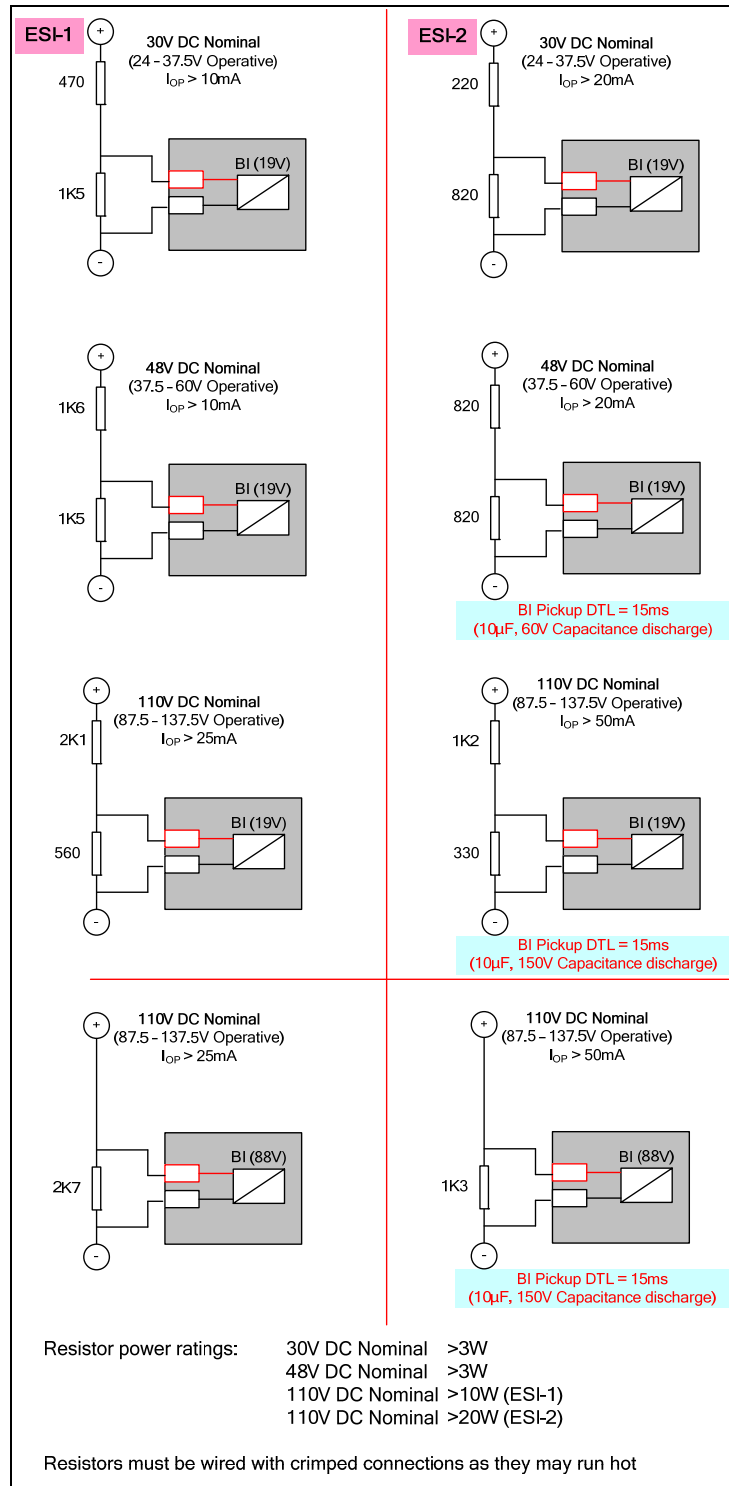 ESI-1
+
30V DC Nominal
(24 – 37.5V Operative)
IOP > 10mA
470
BI (19V)
1K5
-
ESI-2
+
30V DC Nominal
(24 – 37.5V Operative)
IOP > 20mA
220
BI (19V)
820
-
+
48V DC Nominal
(37.5 – 60V Operative)
IOP > 10mA
1K6
BI (19V)
1K5
-
+
48V DC Nominal
(37.5 – 60V Operative)
IOP > 20mA
820
BI (19V)
820
-
BI Pickup DTL = 15ms
(10µF, 60V Capacitance discharge)
+
110V DC Nominal
(87.5 – 137.5V Operative)
IOP > 25mA
2K1
BI (19V)
560
-
+
110V DC Nominal
(87.5 – 137.5V Operative)
IOP > 50mA
1K2
BI (19V)
330
-
BI Pickup DTL = 15ms
(10µF, 150V Capacitance discharge)
+
110V DC Nominal
(87.5 – 137.5V Operative)
IOP > 25mA
BI (88V)
2K7
-
+
110V DC Nominal
(87.5 – 137.5V Operative)
IOP > 50mA
BI (88V)
1K3
-
BI Pickup DTL = 15ms
(10µF, 150V Capacitance discharge)
Resistor power ratings: 30V DC Nominal >3W
48V DC Nominal >3W
110V DC Nominal >10W (ESI-1)
110V DC Nominal >20W (ESI-2)
Resistors must be wired with crimped connections as they may run hot